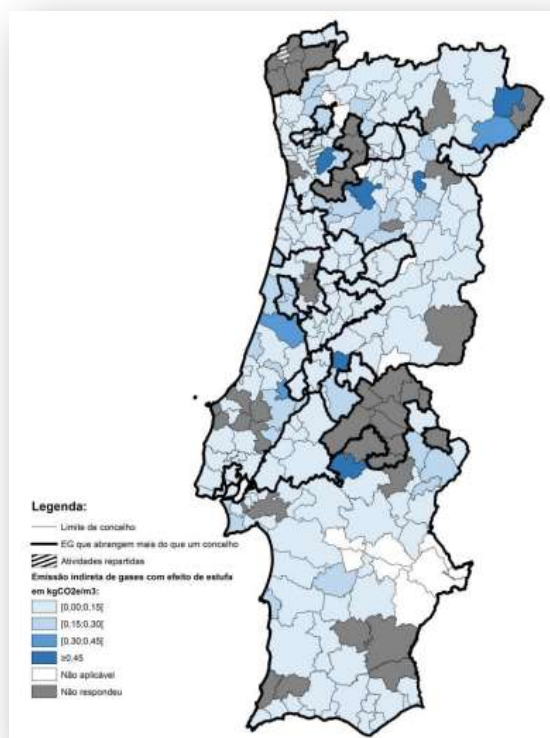 Legenda:
Limite de concelho
EG que abrangem mais do que um concelho
Atividades repartidas
Emissão indireta de gases com efeito de estufa
em kgCO2e/m3:
[0,00;0,15[
[0,15;0,30[
[0,30;0,45[
≥0,45
Não aplicável
Não respondeu